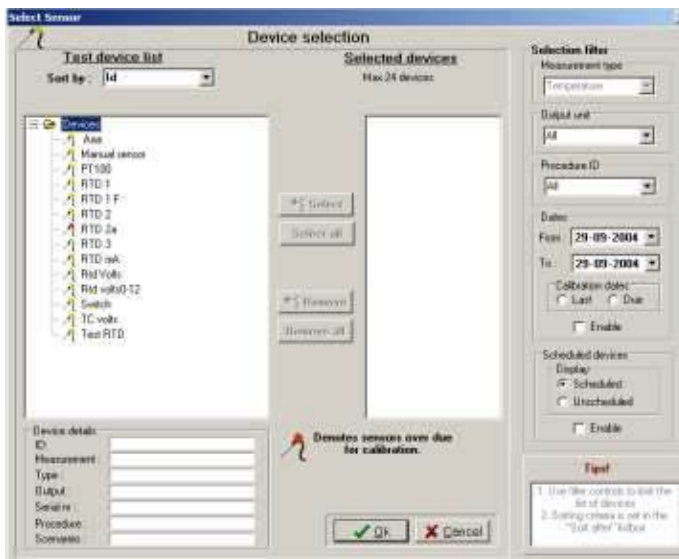 Select Sensor
Device selection
Test device list
Sort by : Id
Devices
Asa
Manual sensor
PT100
RTD 1
RTD 1 F
RTD 2
RTD 2a
RTD 3
RTD mA
Rtd Volts
Rtd volts0-12
Switch
TC volts
Test RTD
Select
Select all
Remove
Remove all
Selected devices
Max 24 devices
Denotes sensors over due
for calibration.
Device details
ID:
Measurement :
Type :
Output :
Serial nr :
Procedure :
Scenario :
Ok
Cancel
Selection filter
Measurement type
Temperature
Output unit
All
Procedure ID
All
Dates
From : 29-09-2004
To : 29-09-2004
Calibration dates
Last Due
Enable
Scheduled devices
Display
Scheduled
Unscheduled
Enable
Tips!
1. Use filter controls to limit the
list of devices
2. Sorting criteria is set in the